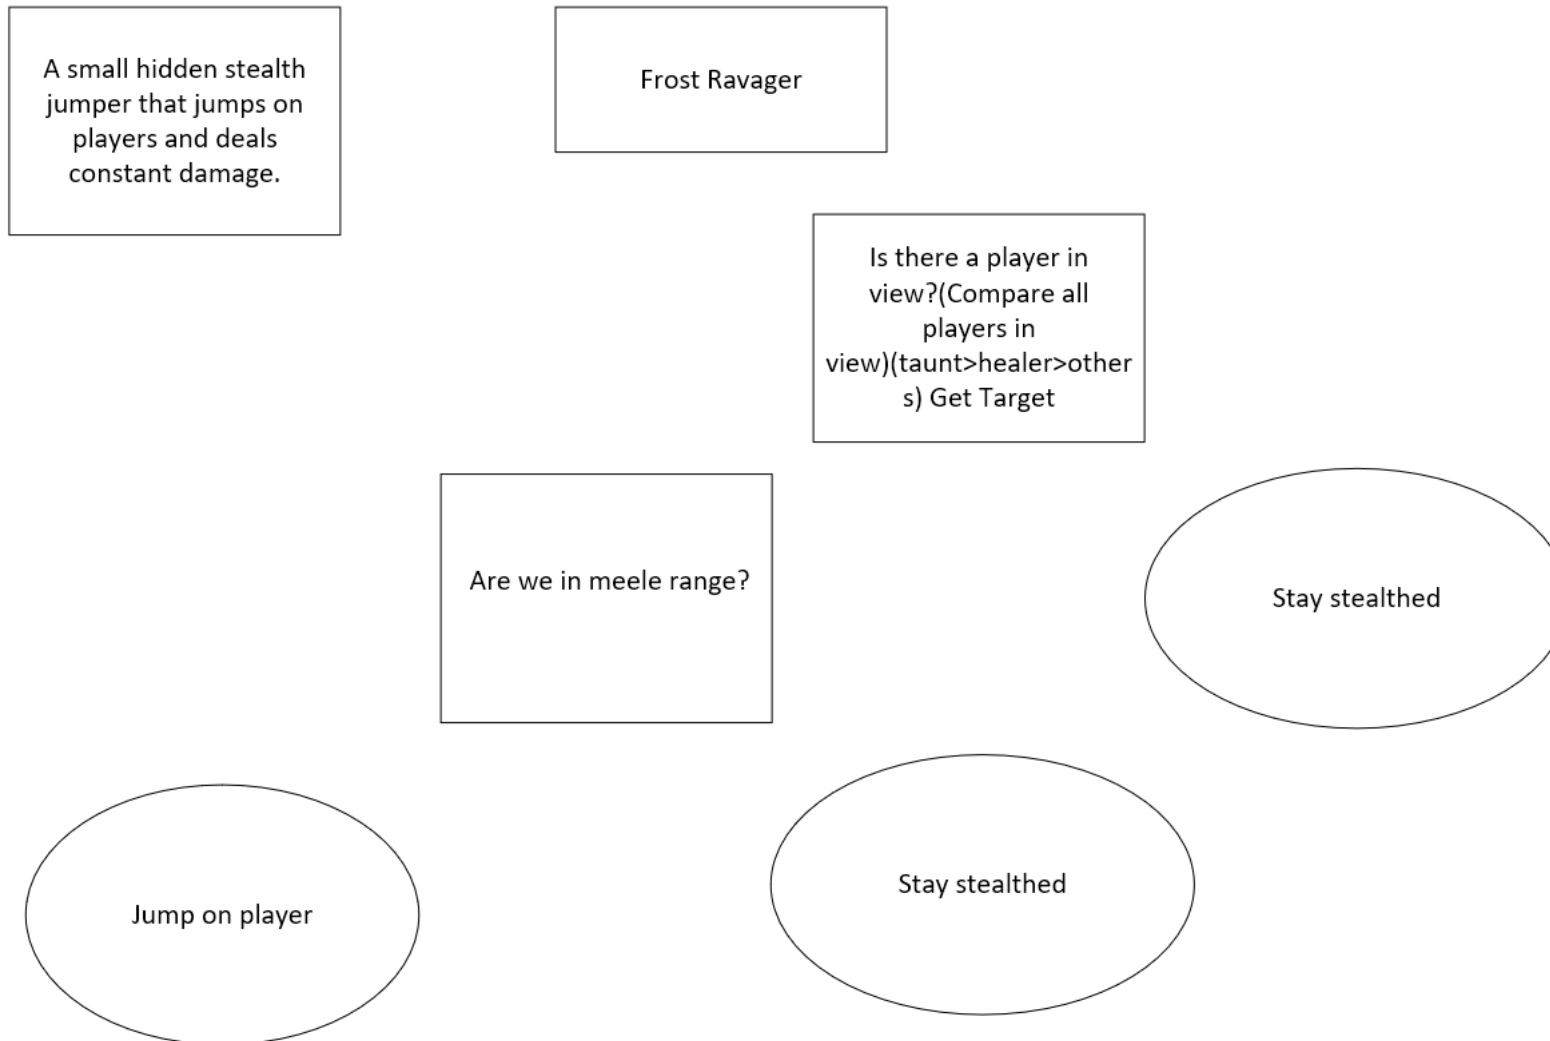 A small hidden stealth
jumper that jumps on
players and deals
constant damage.
Frost Ravager
Is there a player in
view?(Compare all
players in
view)(taunt>healer>other
s) Get Target
Are we in meele range?
Stay stealthed
Stay stealthed
Jump on player